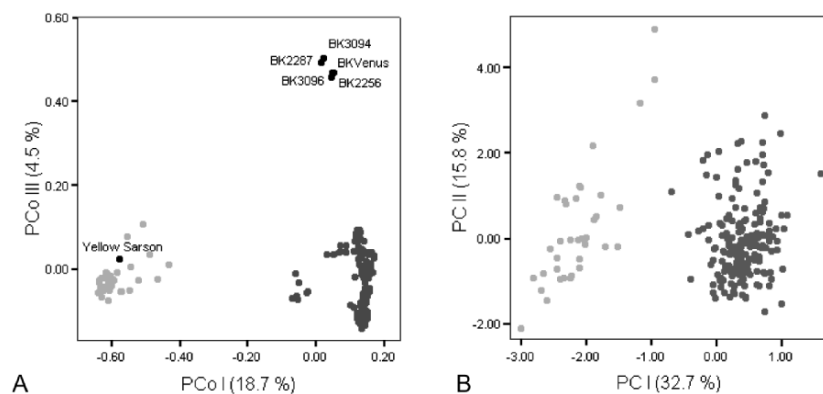 0.60
0.40
0.20
0.00
PCo III (4.5 %)
BK3094
BK2287 BKVenus
BK3096 BK2256
Yellow Sarson
-0.60 -0.40 -0.20 0.00 0.20
A PCo I (18.7 %)
4.00
2.00
0.00
-2.00
PC II (15.8 %)
-3.00 -2.00 -1.00 0.00 1.00
B PC I (32.7 %)